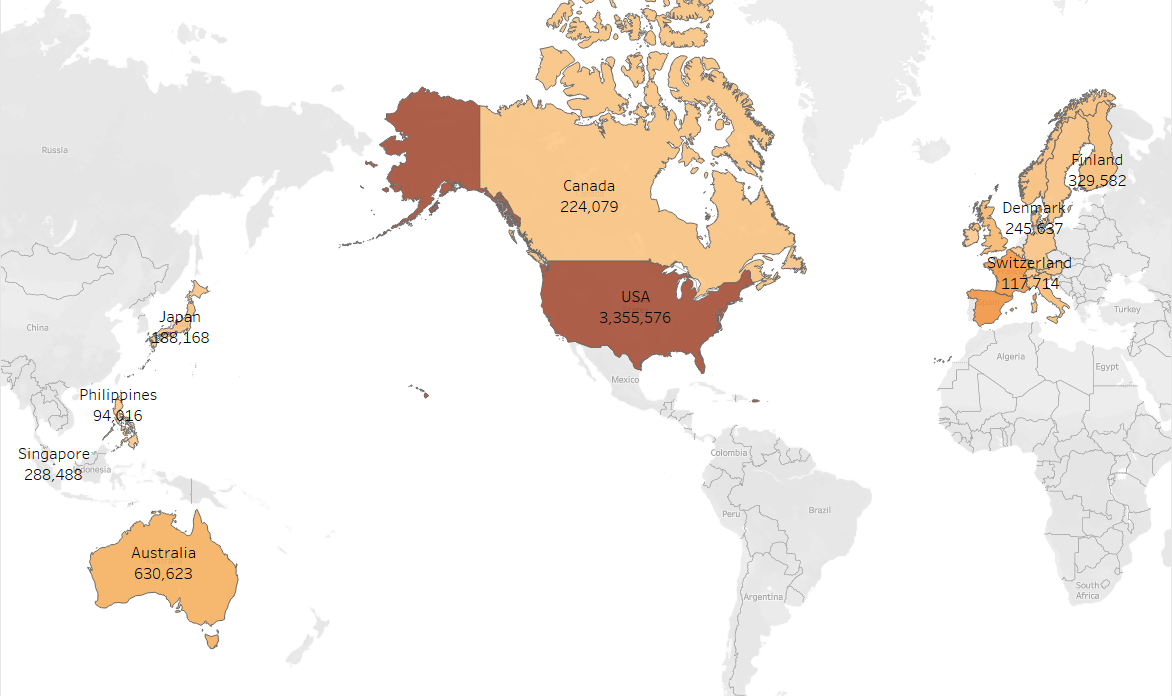 Russia
Canada
224,079
Finland
329,582
Denmark
245,637
Switzerland
117,714
USA
3,355,576
Japan
188,168
China
Turkey
Algeria
Egypt
Mexico
Philippines
94,016
Singapore
288,488
Colombia
Peru
Brazil
Australia
630,623
Argentina
South
Africa